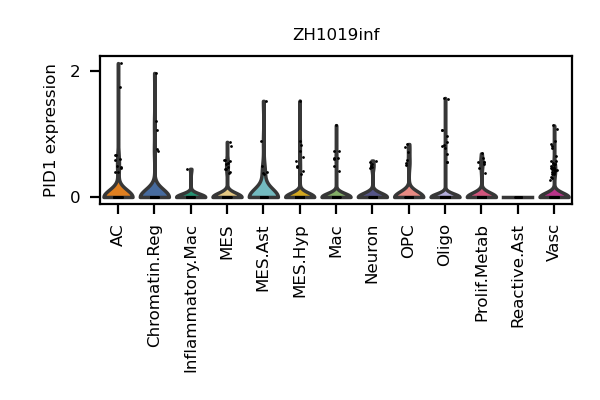 ZH1019inf
PID1 expression
2
0
AC
Chromatin.Reg
Inflammatory.Mac
MES
MES.Ast
MES.Hyp
Mac
Neuron
OPC
Oligo
Prolif.Metab
Reactive.Ast
Vasc